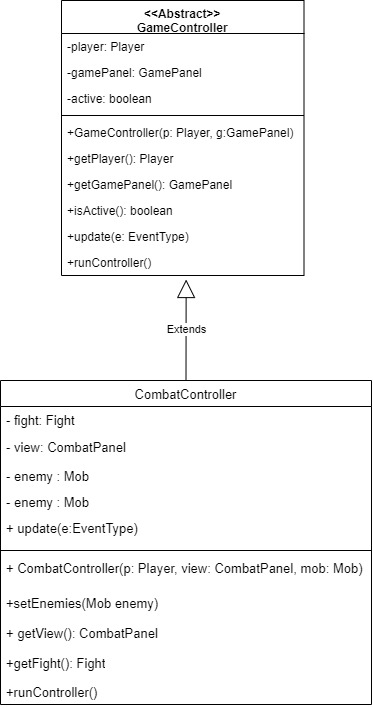 <<Abstract>>
GameController
-player: Player
-gamePanel: GamePanel
-active: boolean
+GameController(p: Player, g:GamePanel)
+getPlayer(): Player
+getGamePanel(): GamePanel
+isActive(): boolean
+update(e: EventType)
+runController()
Extends
CombatController
- fight: Fight
- view: CombatPanel
- enemy : Mob
- enemy : Mob
+ update(e:EventType)
+ CombatController(p: Player, view: CombatPanel, mob: Mob)
+setEnemies(Mob enemy)
+ getView(): CombatPanel
+getFight(): Fight
+runController()